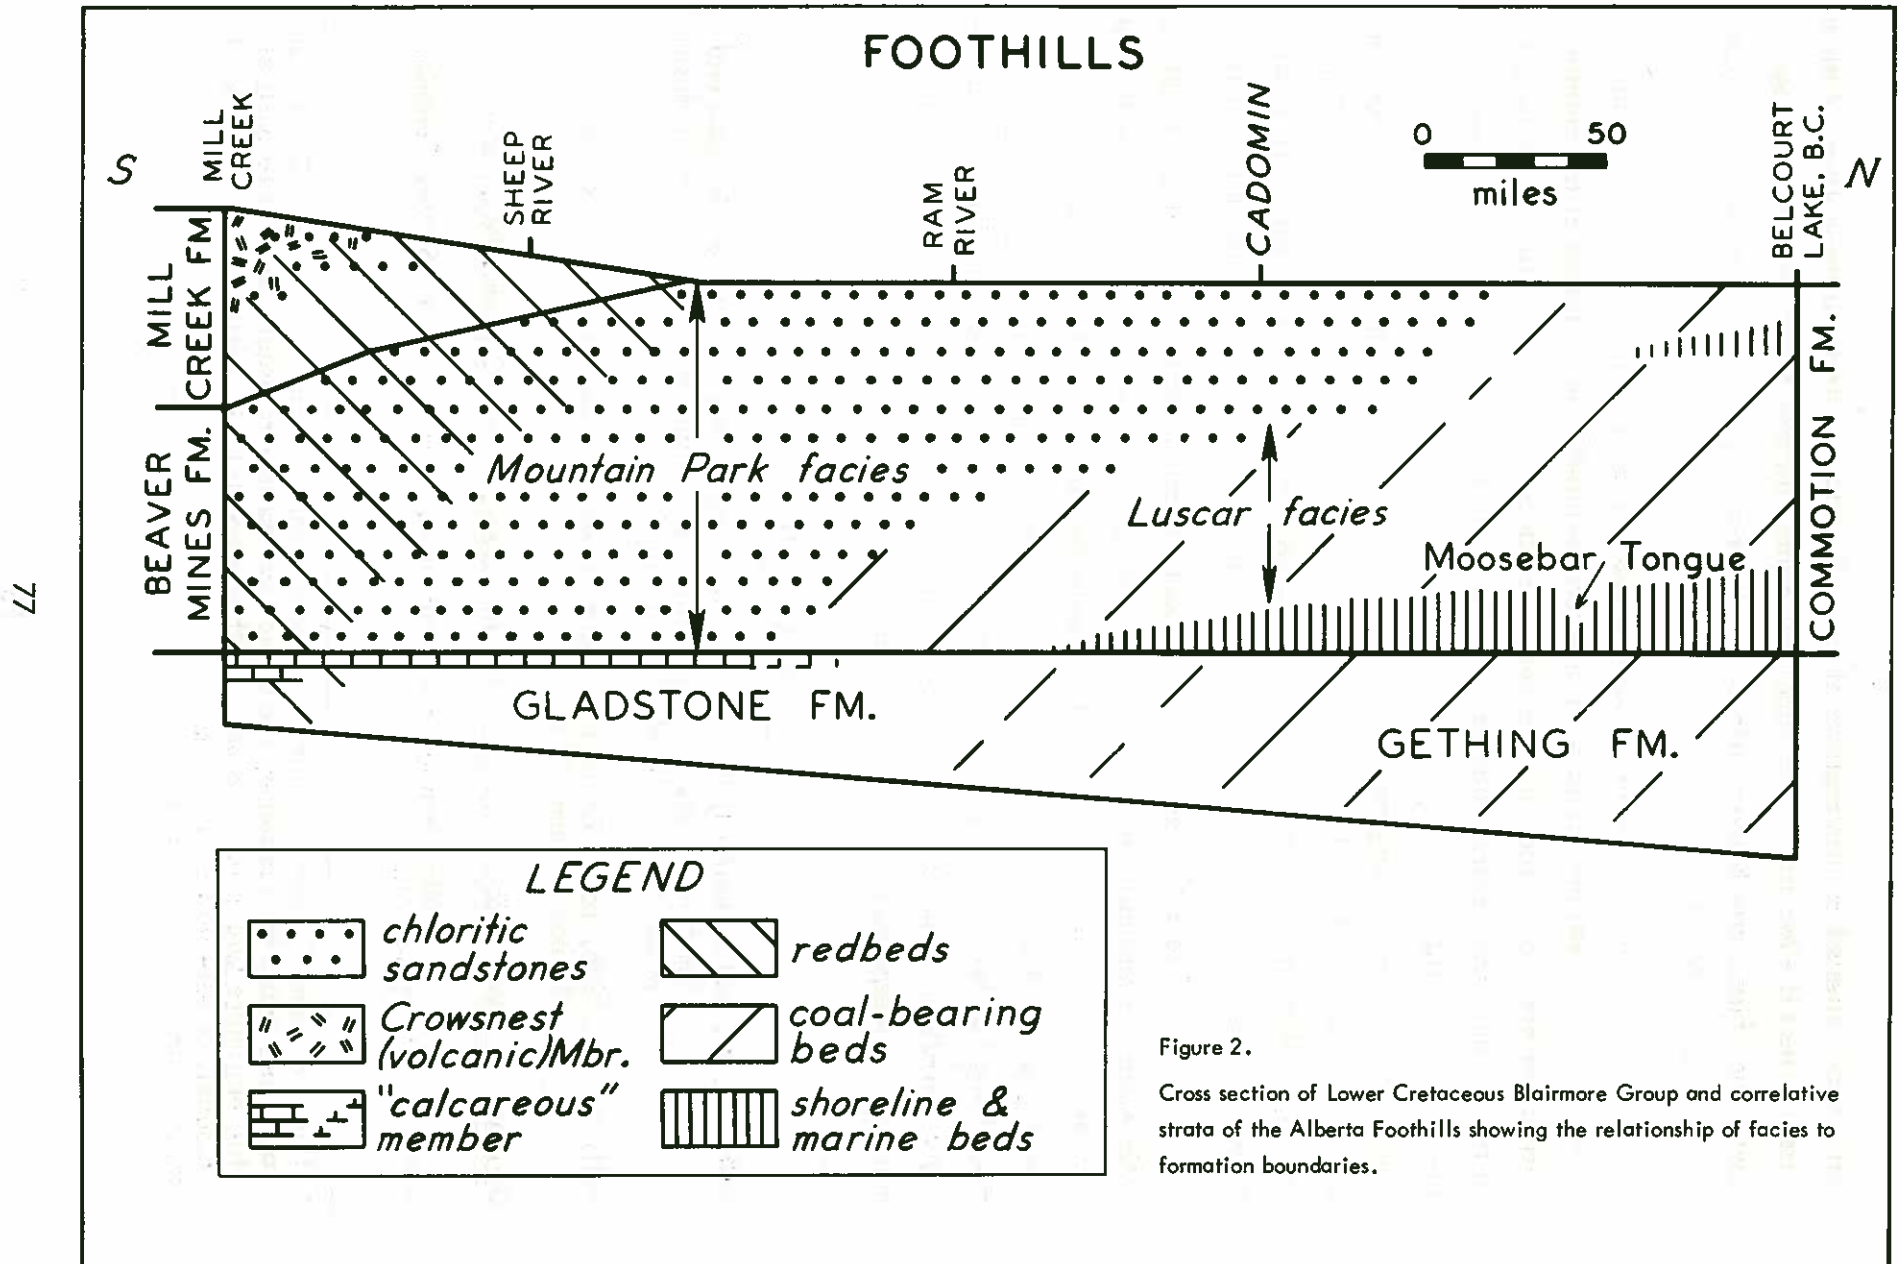 FOOTHILLS
S
MILL
CREEK
SHEEP
RIVER
RAM
RIVER
CADOMIN
0 50
miles
BELCOURT
LAKE, B.C.
N
MILL
CREEK FM
BEAVER
MINES FM.
COMMOTION FM.
Mountain Park facies
Luscar facies
Moosebar Tongue
GLADSTONE FM.
GETHING FM.
77
LEGEND
chloritic
sandstones
Crowsnest
(volcanic)Mbr.
"calcareous"
member
redbeds
coal-bearing
beds
shoreline &
marine beds
Figure 2.
Cross section of Lower Cretaceous Blairmore Group and correlative
strata of the Alberta Foothills showing the relationship of facies to
formation boundaries.